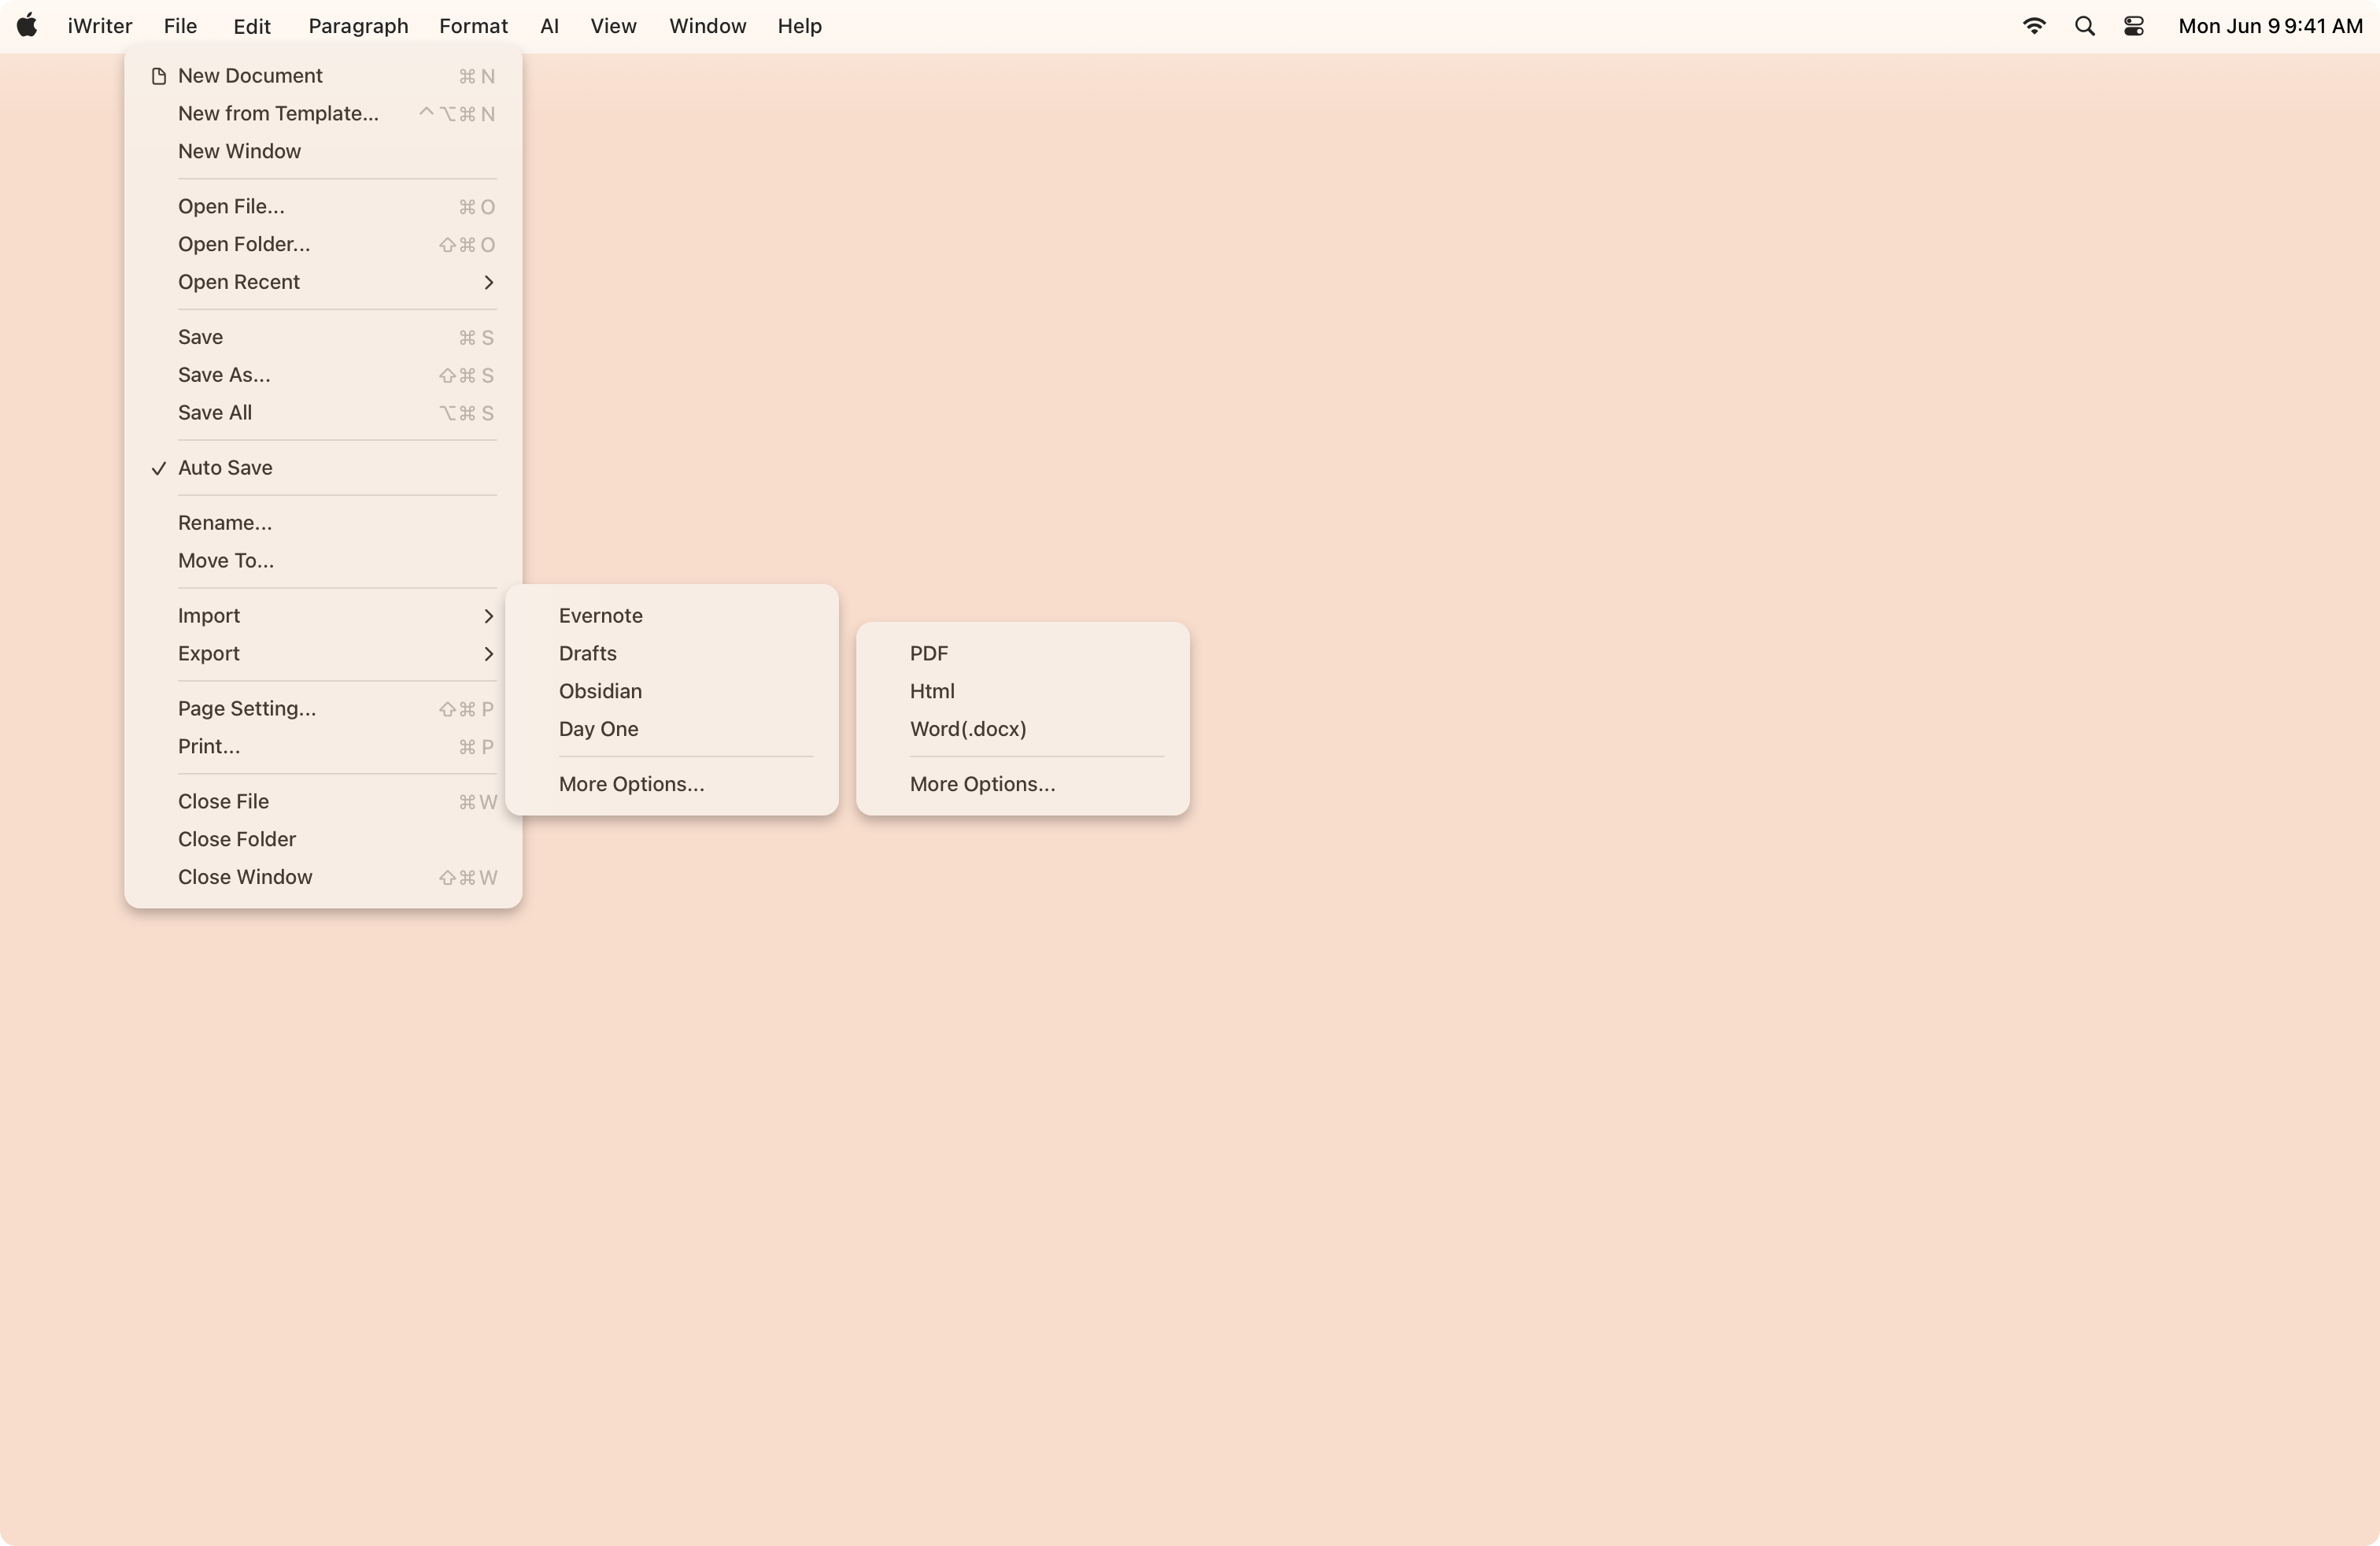 iWriter File Edit Paragraph Format AI View Window Help Mon Jun 9 9:41 AM
New Document ⌘ N
New from Template... ^ ⌥ ⌘ N
New Window
Open File... ⌘ O
Open Folder... ⇧ ⌘ O
Open Recent
Save ⌘ S
Save As... ⇧ ⌘ S
Save All ⌥ ⌘ S
Auto Save
Rename...
Move To...
Import
Export
Page Setting... ⇧ ⌘ P
Print... ⌘ P
Close File ⌘ W
Close Folder
Close Window ⇧ ⌘ W
Evernote
Drafts
Obsidian
Day One
More Options...
PDF
Html
Word(.docx)
More Options...